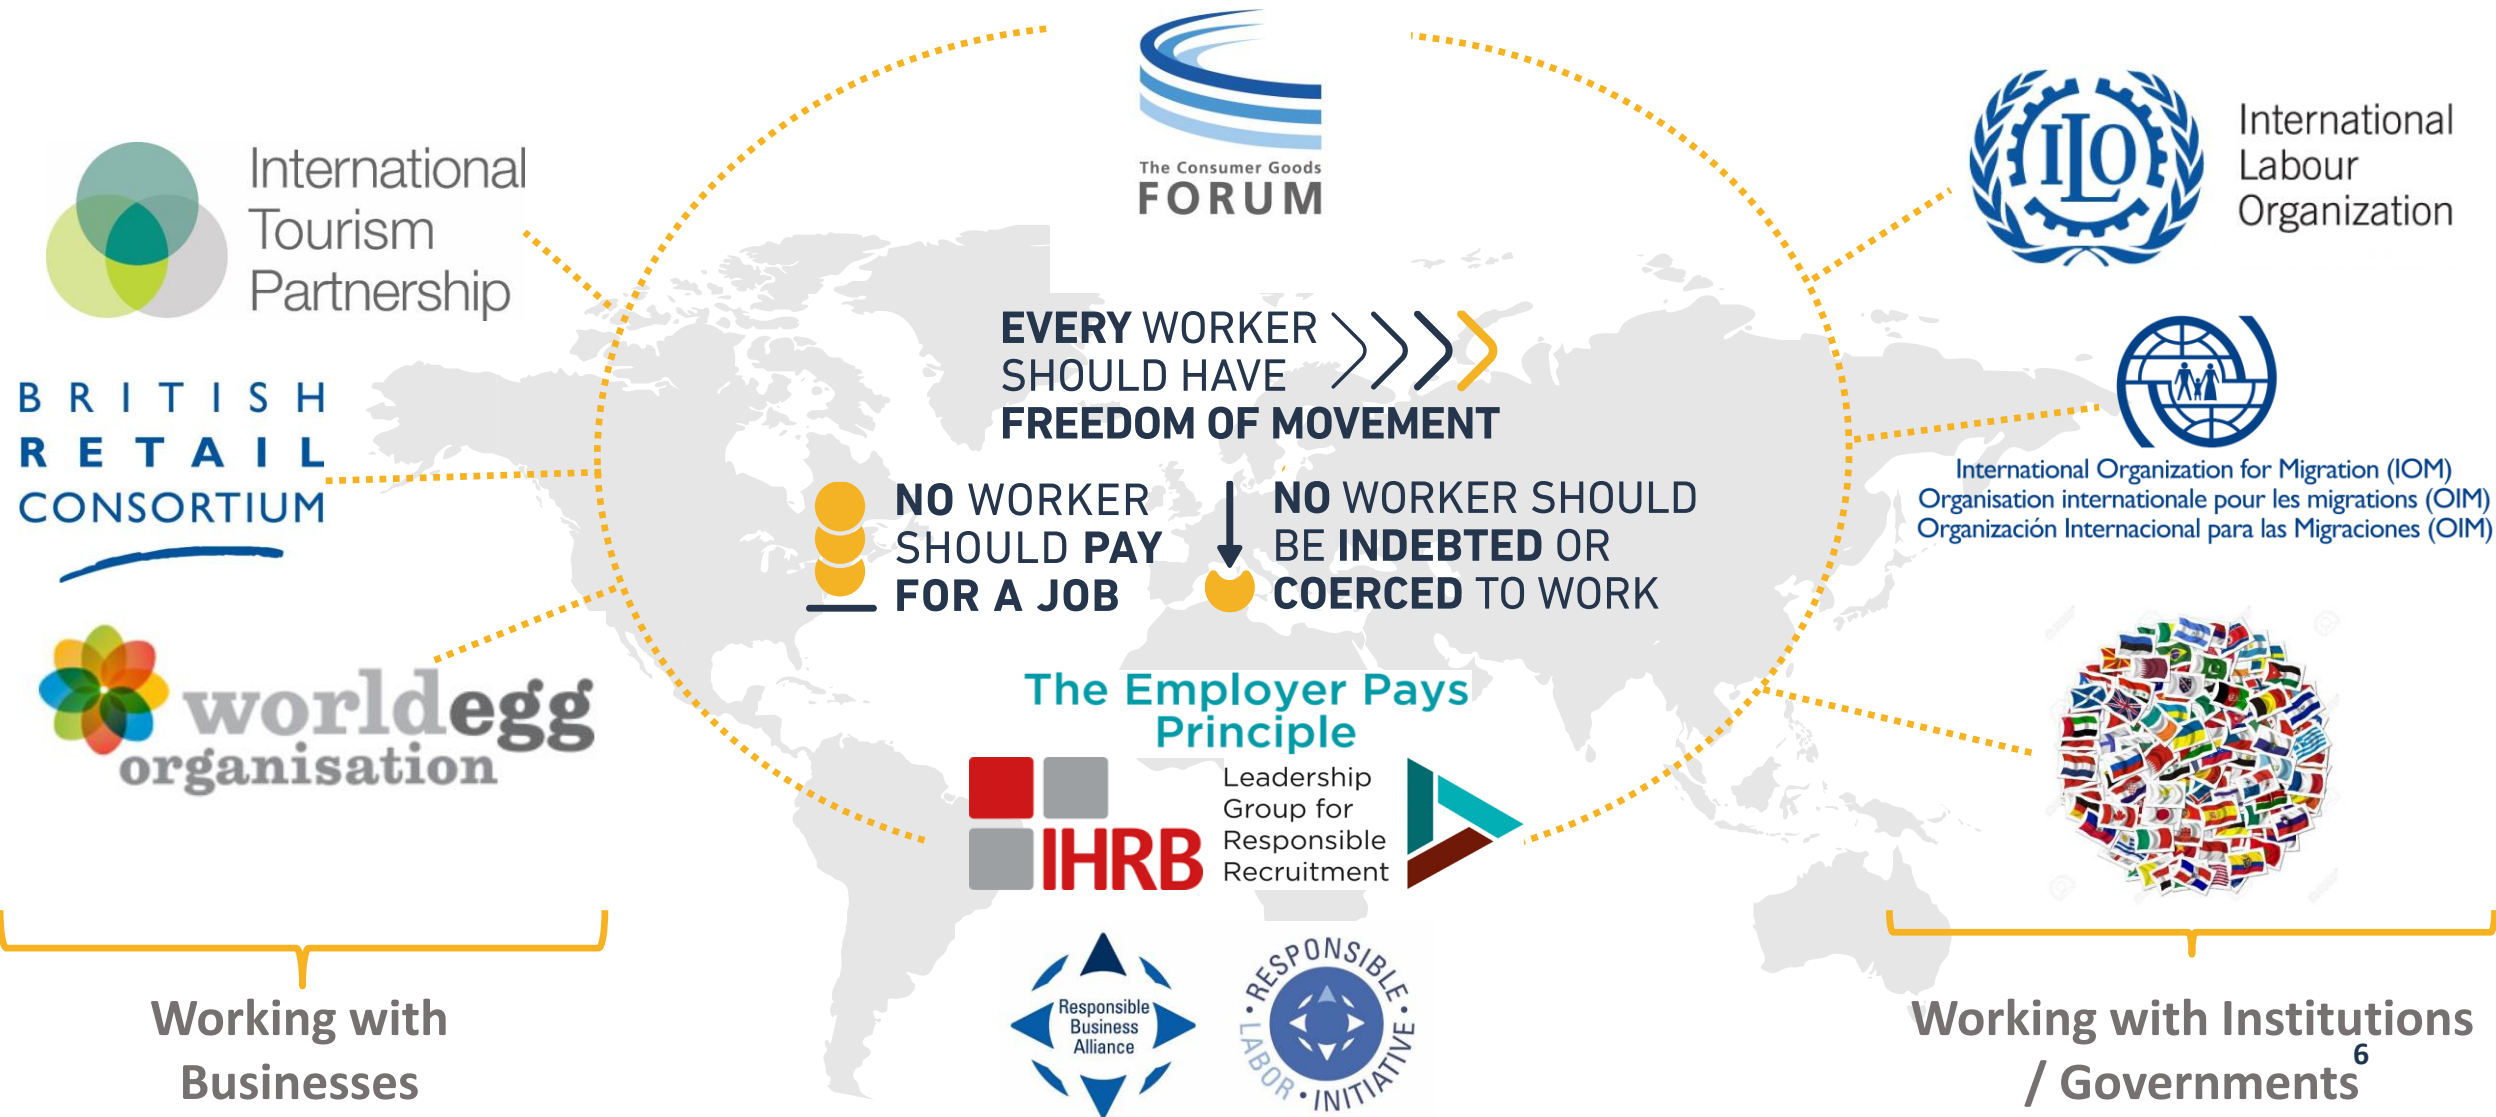 The Consumer Goods
FORUM
International
Tourism
Partnership
BRITISH
RETAIL
CONSORTIUM
worldegg
organisation
Working with
Businesses
EVERY WORKER
SHOULD HAVE
FREEDOM OF MOVEMENT
NO WORKER
SHOULD PAY
FOR A JOB
NO WORKER SHOULD
BE INDEBTED OR
COERCED TO WORK
The Employer Pays
Principle
IHRB
Leadership
Group for
Responsible
Recruitment
Responsible
Business
Alliance
RESPONSIBLE
LABOR • INITIATIVE
ILO
International
Labour
Organization
International Organization for Migration (IOM)
Organisation internationale pour les migrations (OIM)
Organización Internacional para las Migraciones (OIM)
Working with Institutions
/ Governments
6